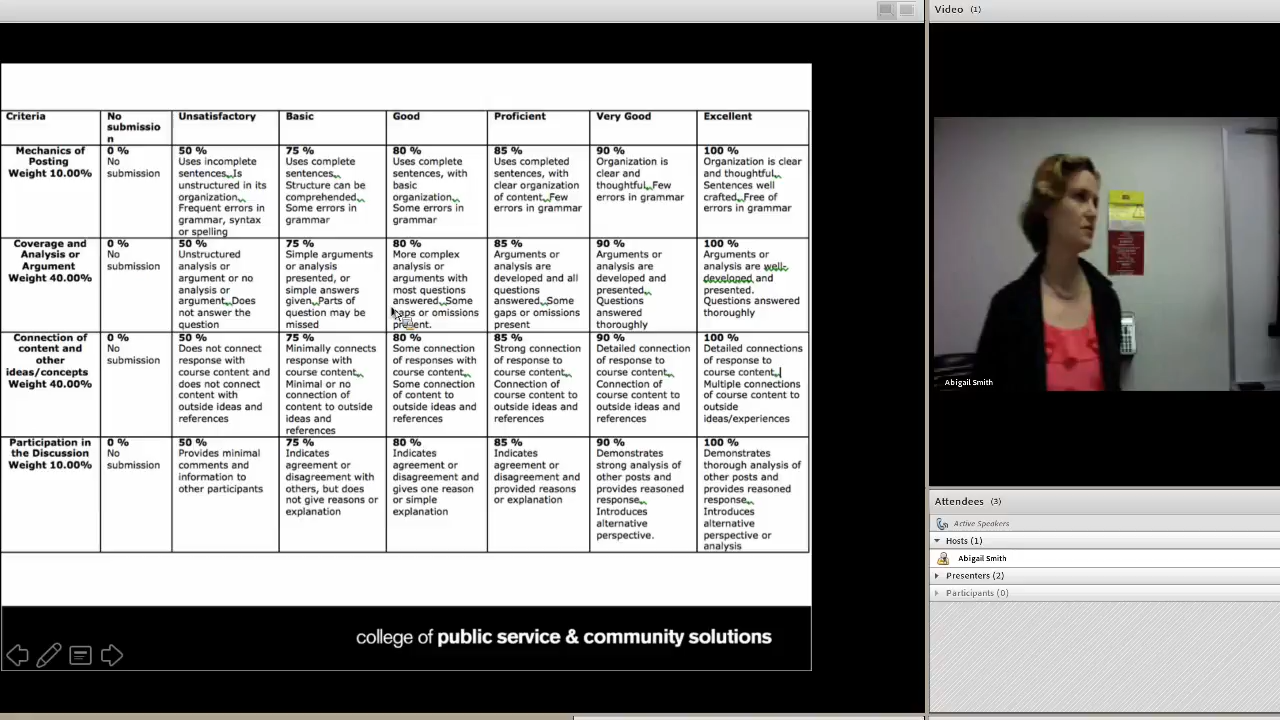 Video (1)
Criteria
No
submissio
n
Unsatisfactory
Basic
Good
Proficient
Very Good
Excellent
Mechanics of
Posting
Weight 10.00%
0 %
No
submission
50 %
Uses incomplete
sentences. Is
unstructured in its
organization.
Frequent errors in
grammar, syntax
or spelling
75 %
Uses complete
sentences.
Structure can be
comprehended.
Some errors in
grammar
80 %
Uses complete
sentences, with
basic
organization.
Some errors in
grammar
85 %
Uses completed
sentences, with
clear organization
of content. Few
errors in grammar
90 %
Organization is
clear and
thoughtful. Few
errors in grammar
100 %
Organization is clear
and thoughtful.
Sentences well
crafted. Free of
errors in grammar
Coverage and
Analysis or
Argument
Weight 40.00%
0 %
No
submission
50 %
Unstructured
analysis or
argument or no
analysis or
argument. Does
not answer the
question
75 %
Simple arguments
or analysis
presented, or
simple answers
given. Parts of
question may be
missed
80 %
More complex
analysis or
arguments with
most questions
answered. Some
gaps or omissions
present.
85 %
Arguments or
analysis are
developed and all
questions
answered. Some
gaps or omissions
present
90 %
Arguments or
analysis are
developed and
presented.
Questions
answered
thoroughly
100 %
Arguments or
analysis are well-
developed and
presented.
Questions answered
thoroughly
Connection of
content and
other
ideas/concepts
Weight 40.00%
0 %
No
submission
50 %
Does not connect
response with
course content and
does not connect
content with
outside ideas and
references
75 %
Minimally connects
response with
course content.
Minimal or no
connection of
content to outside
ideas and
references
80 %
Some connection
of responses with
course content.
Some connection
of content to
outside ideas and
references
85 %
Strong connection
of response to
course content.
Connection of
course content to
outside ideas and
references
90 %
Detailed connection
of response to
course content.
Connection of
course content to
outside ideas and
references
100 %
Detailed connections
of response to
course content.
Multiple connections
of course content to
outside
ideas/experiences
Participation in
the Discussion
Weight 10.00%
0 %
No
submission
50 %
Provides minimal
comments and
information to
other participants
75 %
Indicates
agreement or
disagreement with
others, but does
not give reasons or
explanation
80 %
Indicates
agreement or
disagreement and
gives one reason
or simple
explanation
85 %
Indicates
agreement or
disagreement and
provided reasons
or explanation
90 %
Demonstrates
strong analysis of
other posts and
provides reasoned
response.
Introduces
alternative
perspective.
100 %
Demonstrates
thorough analysis of
other posts and
provides reasoned
response.
Introduces
alternative
perspective or
analysis
college of public service & community solutions
Abigail Smith
Attendees (3)
Active Speakers
Hosts (1)
Abigail Smith
Presenters (2)
Participants (0)